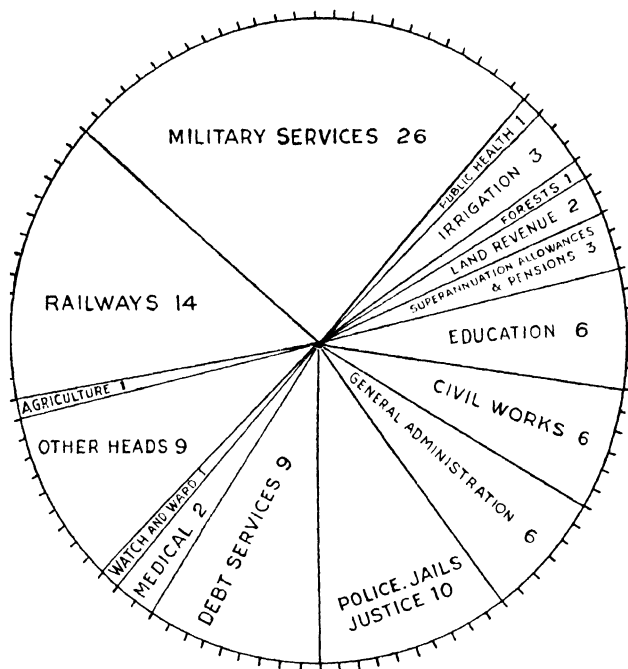 MILITARY SERVICES 26
PUBLIC HEALTH 1
IRRIGATION 3
FORESTS 1
LAND REVENUE 2
SUPERANNUATION ALLOWANCES
& PENSIONS 3
EDUCATION 6
CIVIL WORKS 6
GENERAL ADMINISTRATION 6
POLICE. JAILS
JUSTICE 10
DEBT SERVICES 9
MEDICAL 2
WATCH AND WARD 1
OTHER HEADS 9
AGRICULTURE 1
RAILWAYS 14